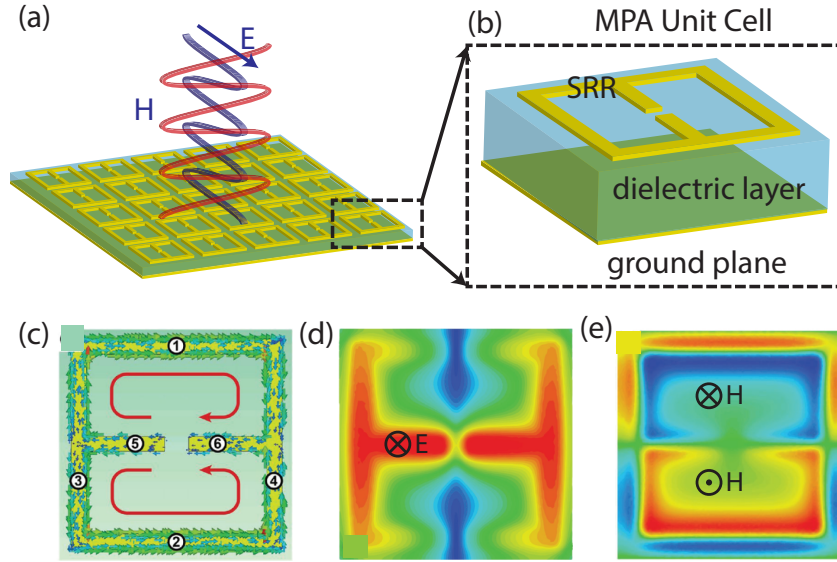 (a)
E
H
(b)
MPA Unit Cell
SRR
dielectric layer
ground plane
(c)
1
5
6
3
4
2
(d)
⊗ E
(e)
⊗ H
⊙ H